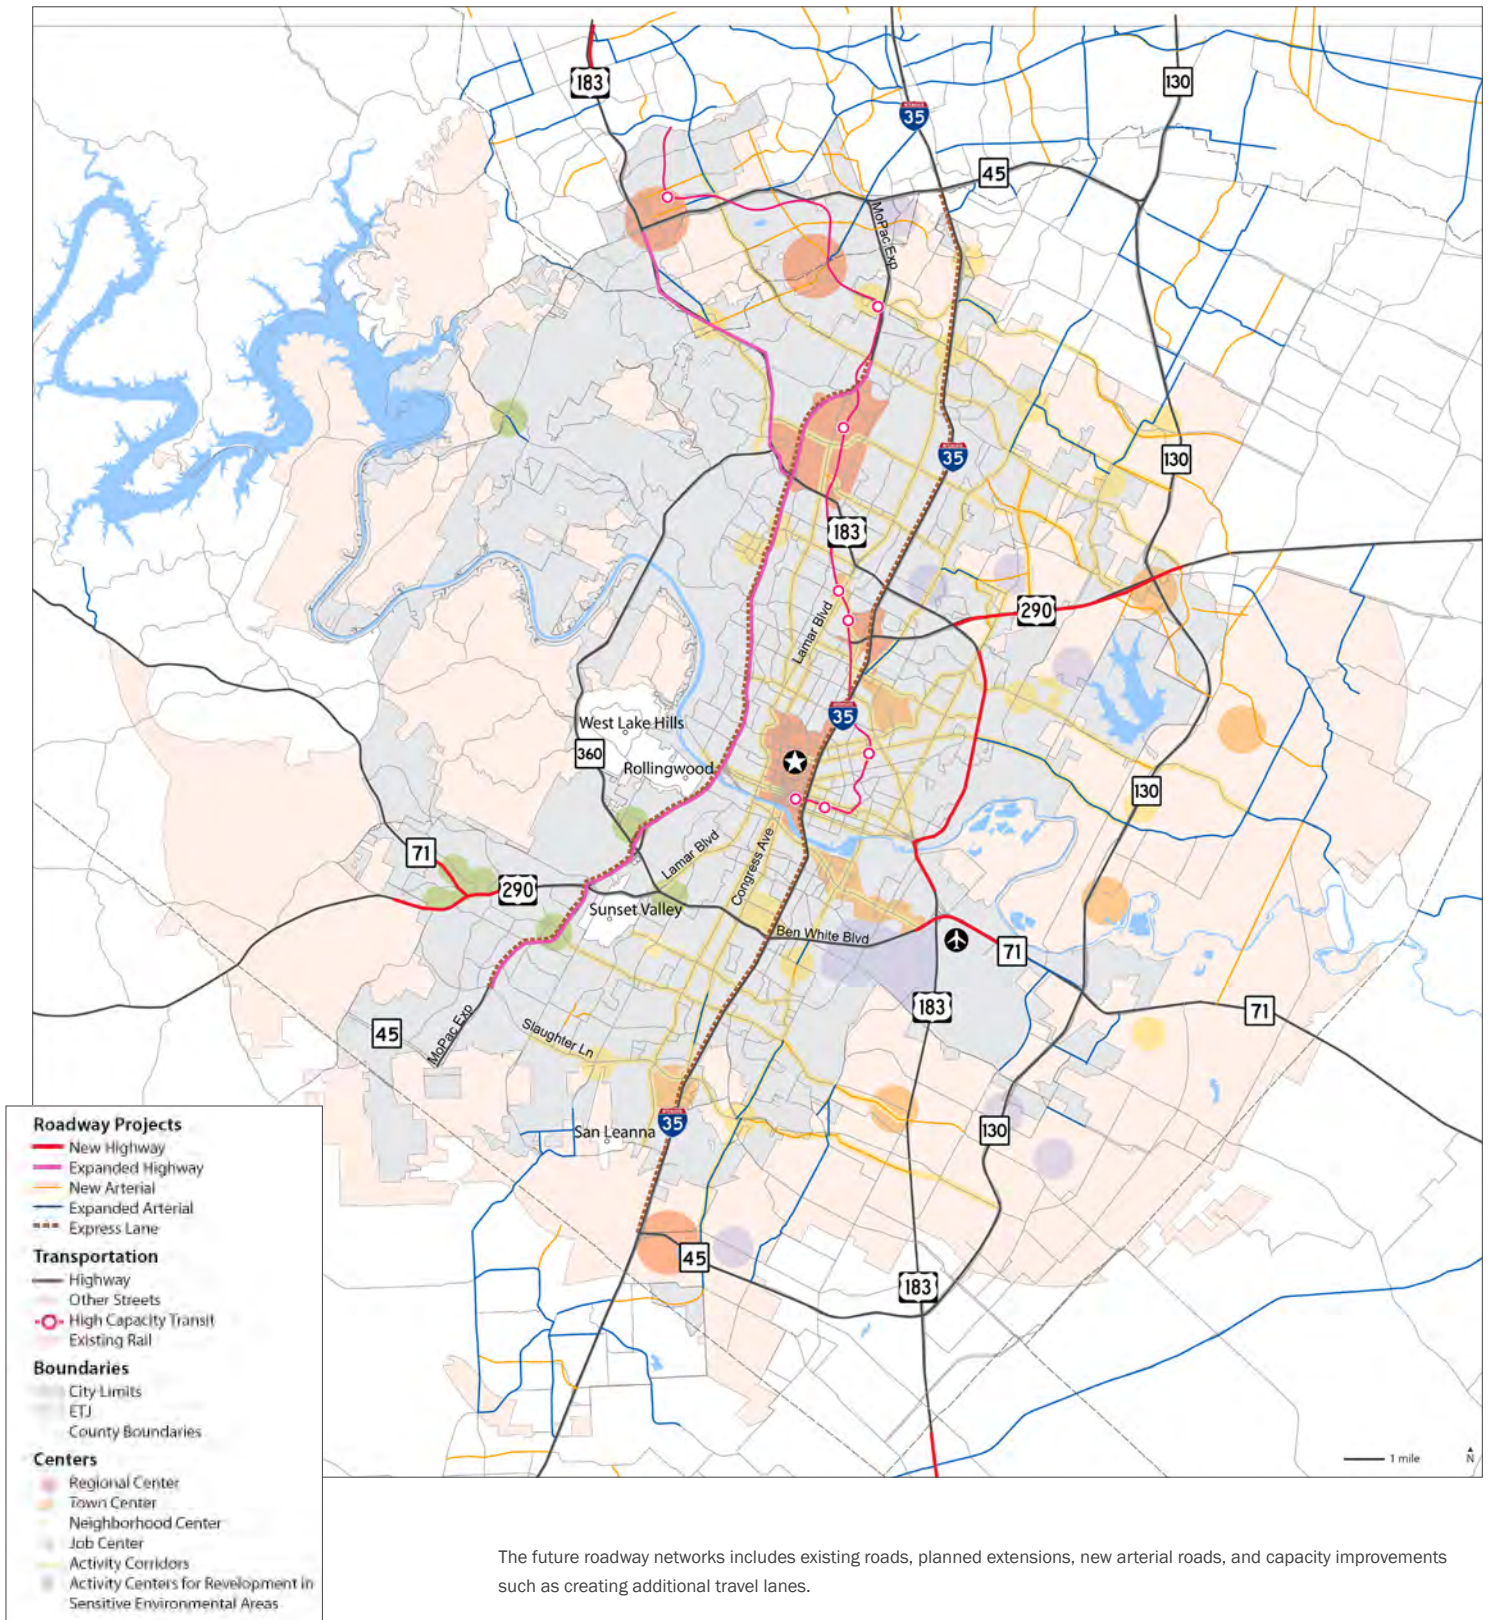 183
130
35
45
MoPac Exp
35
130
183
290
Lamar Blvd
35
West Lake Hills
360
Rollingwood
130
71
Lamar Blvd
Congress Ave
290
Sunset Valley
Ben White Blvd
71
183
71
45
MoPac Exp
Slaughter Ln
35
San Leanna
130
45
183
1 mile
N
Roadway Projects
New Highway
Expanded Highway
New Arterial
Expanded Arterial
Express Lane
Transportation
Highway
Other Streets
High Capacity Transit
Existing Rail
Boundaries
City Limits
ETJ
County Boundaries
Centers
Regional Center
Town Center
Neighborhood Center
Job Center
Activity Corridors
Activity Centers for Revelopment in
Sensitive Environmental Areas
The future roadway networks includes existing roads, planned extensions, new arterial roads, and capacity improvements
such as creating additional travel lanes.